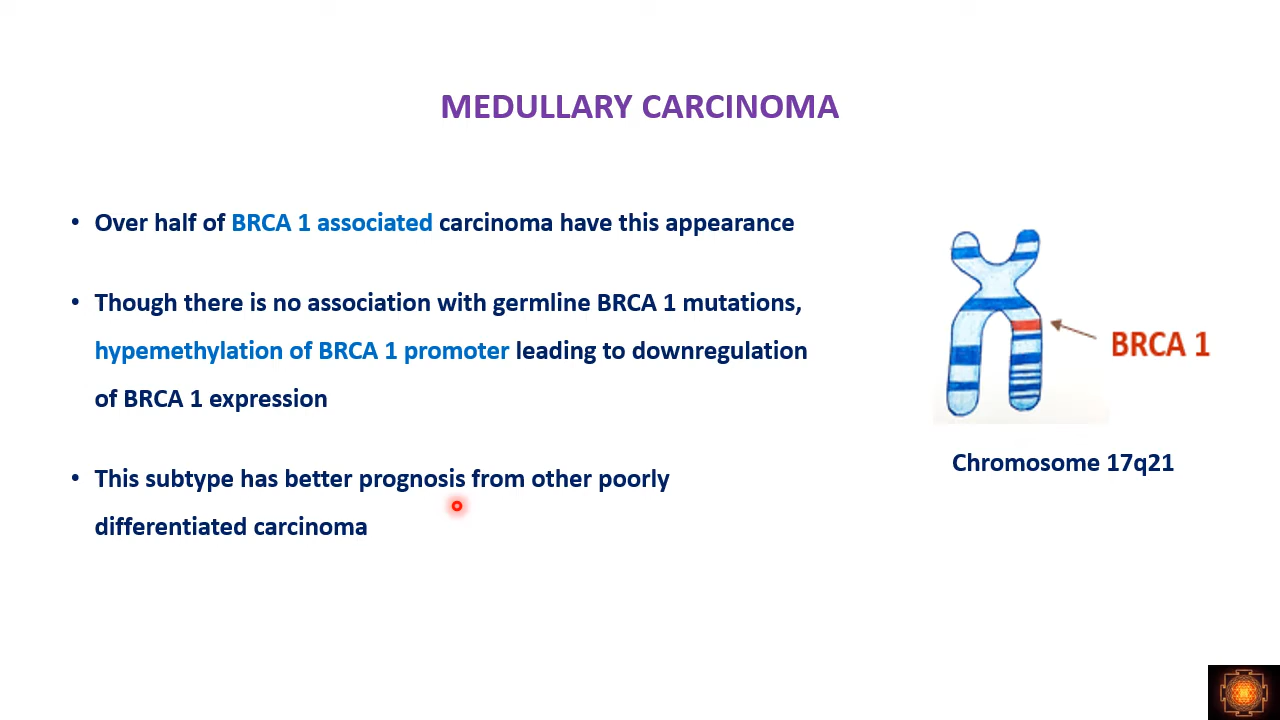 MEDULLARY CARCINOMA
• Over half of BRCA 1 associated carcinoma have this appearance
• Though there is no association with germline BRCA 1 mutations,
hypemethylation of BRCA 1 promoter leading to downregulation
of BRCA 1 expression
• This subtype has better prognosis from other poorly
differentiated carcinoma
BRCA 1
Chromosome 17q21